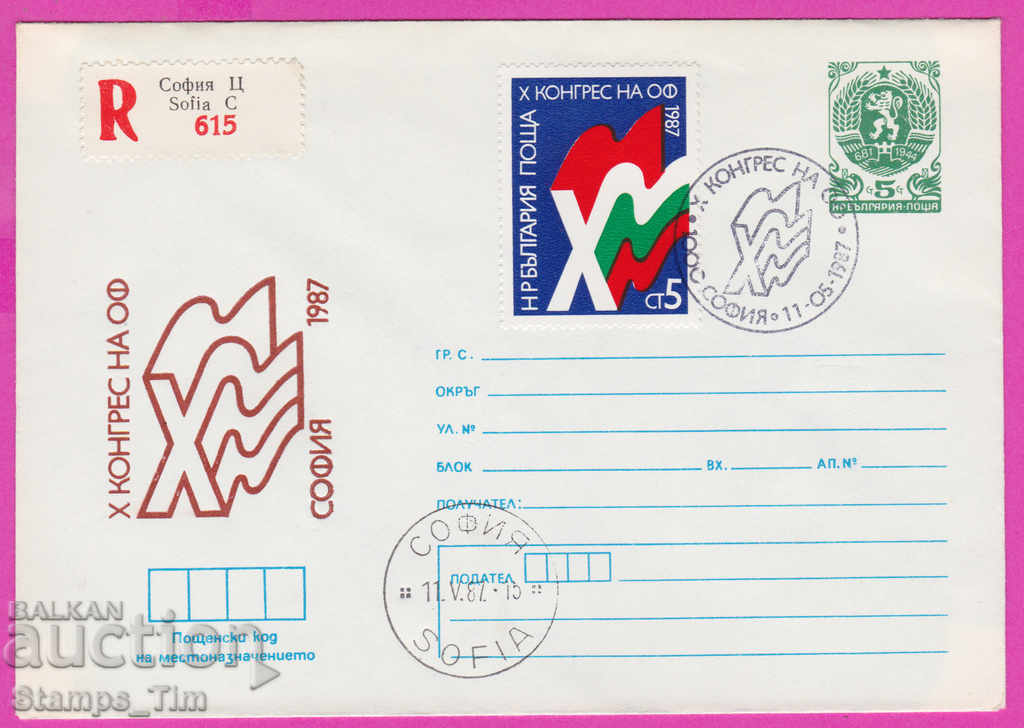 R
София Ц
Sofia C
615
Х КОНГРЕС НА ОФ
1987
НР БЪЛГАРИЯ ПОЩА
СТ 5
681 1944
5
НР БЪЛГАРИЯ·ПОЩА
Х КОНГРЕС НА ОФ
1000 СОФИЯ • 11-05-1987
Х КОНГРЕС НА ОФ
СОФИЯ 1987
ГР. С.
ОКРЪГ
УЛ. №
БЛОК ВХ. АП. №
ПОЛУЧАТЕЛ:
ПОДАТЕЛ
СОФИЯ
11.V.87.-15
SOFIA
Пощенски код
на местоназначението
BALKAN
auction
Stamps_Tim